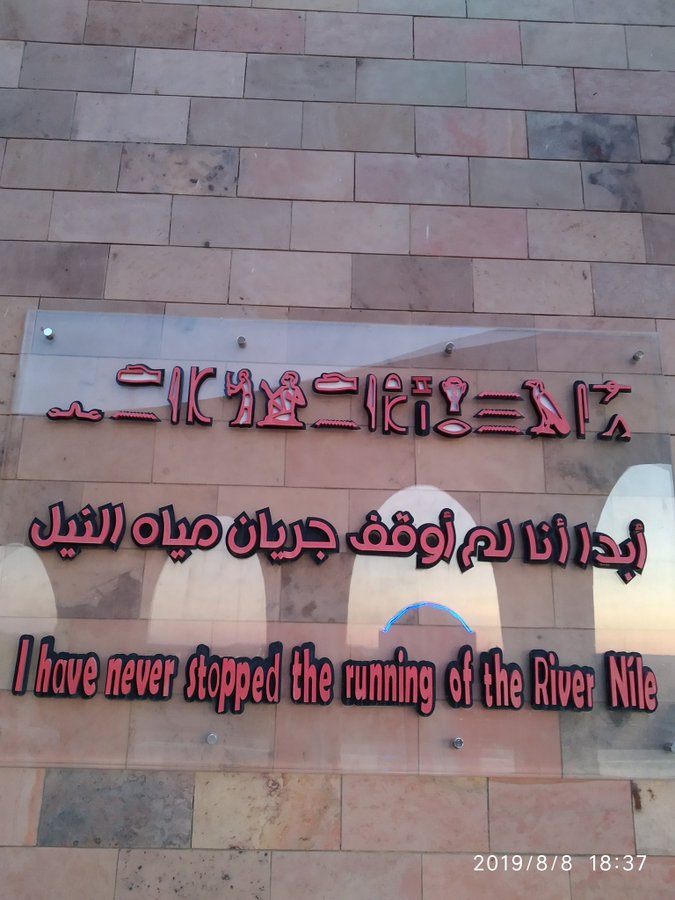 أبدا أنا لم أوقف جريان مياه النيل
I have never stopped the running of the River Nile
2019/8/8 18:37